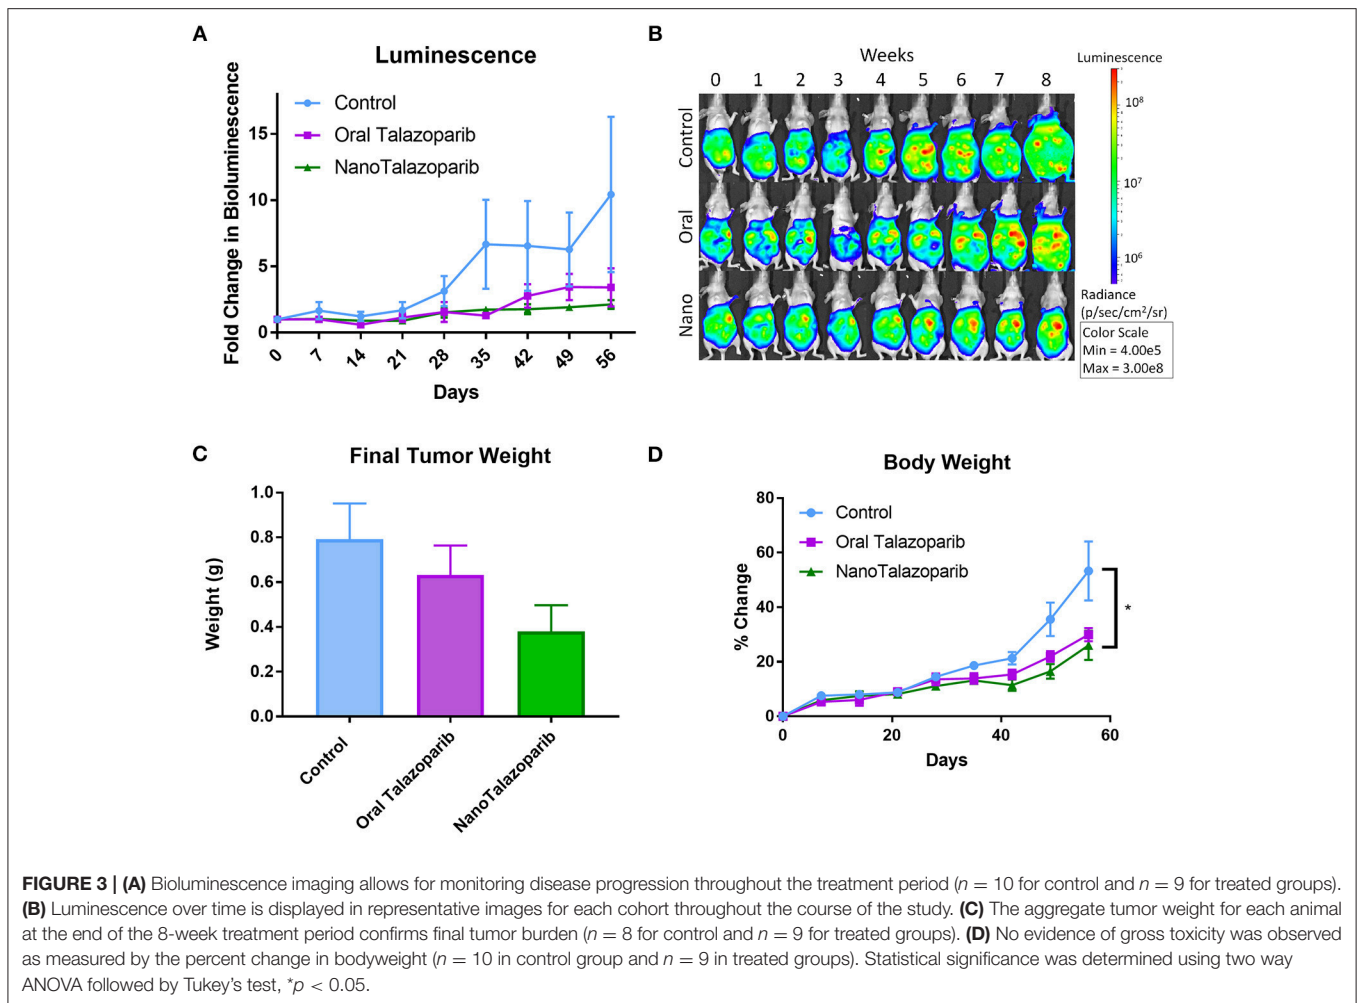 A
Luminescence
Control
Oral Talazoparib
NanoTalazoparib
Fold Change in Bioluminescence
15
10
5
0
0 7 14 21 28 35 42 49 56
Days
B
Weeks
0 1 2 3 4 5 6 7 8
Control
Oral
Nano
Luminescence
10⁸
10⁷
10⁶
Radiance
(p/sec/cm²/sr)
Color Scale
Min = 4.00e5
Max = 3.00e8
C
Final Tumor Weight
Weight (g)
1.0
0.8
0.6
0.4
0.2
0.0
Control
Oral Talazoparib
NanoTalazoparib
D
Body Weight
Control
Oral Talazoparib
NanoTalazoparib
% Change
80
60
40
20
0
0 20 40 60
Days
*
FIGURE 3 | (A) Bioluminescence imaging allows for monitoring disease progression throughout the treatment period (n = 10 for control and n = 9 for treated groups).
(B) Luminescence over time is displayed in representative images for each cohort throughout the course of the study. (C) The aggregate tumor weight for each animal
at the end of the 8-week treatment period confirms final tumor burden (n = 8 for control and n = 9 for treated groups). (D) No evidence of gross toxicity was observed
as measured by the percent change in bodyweight (n = 10 in control group and n = 9 in treated groups). Statistical significance was determined using two way
ANOVA followed by Tukey's test, *p < 0.05.